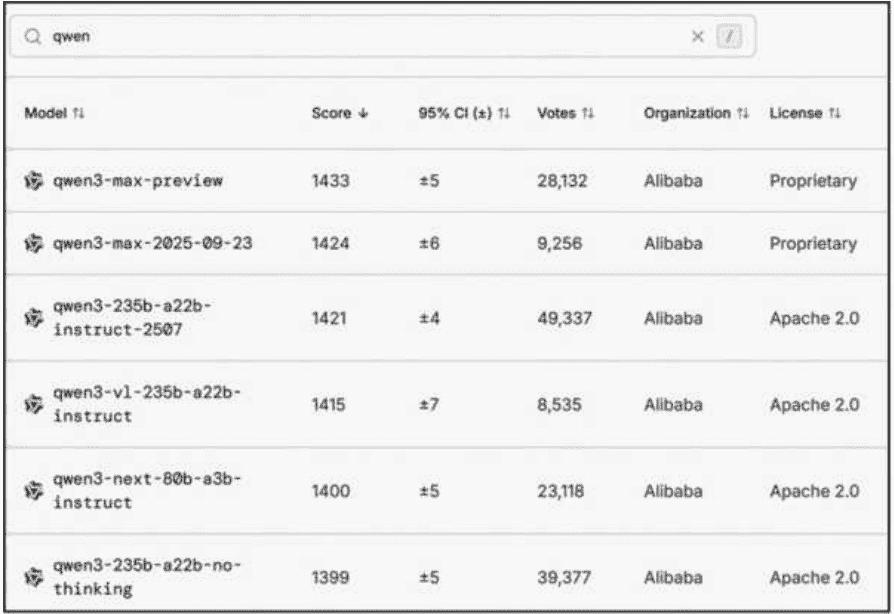 qwen /
Model Score 95% CI (±) Votes Organization License
qwen3-max-preview 1433 ±5 28,132 Alibaba Proprietary
qwen3-max-2025-09-23 1424 ±6 9,256 Alibaba Proprietary
qwen3-235b-a22b-
instruct-2507 1421 ±4 49,337 Alibaba Apache 2.0
qwen3-vl-235b-a22b-
instruct 1415 ±7 8,535 Alibaba Apache 2.0
qwen3-next-80b-a3b-
instruct 1400 ±5 23,118 Alibaba Apache 2.0
qwen3-235b-a22b-no-
thinking 1399 ±5 39,377 Alibaba Apache 2.0